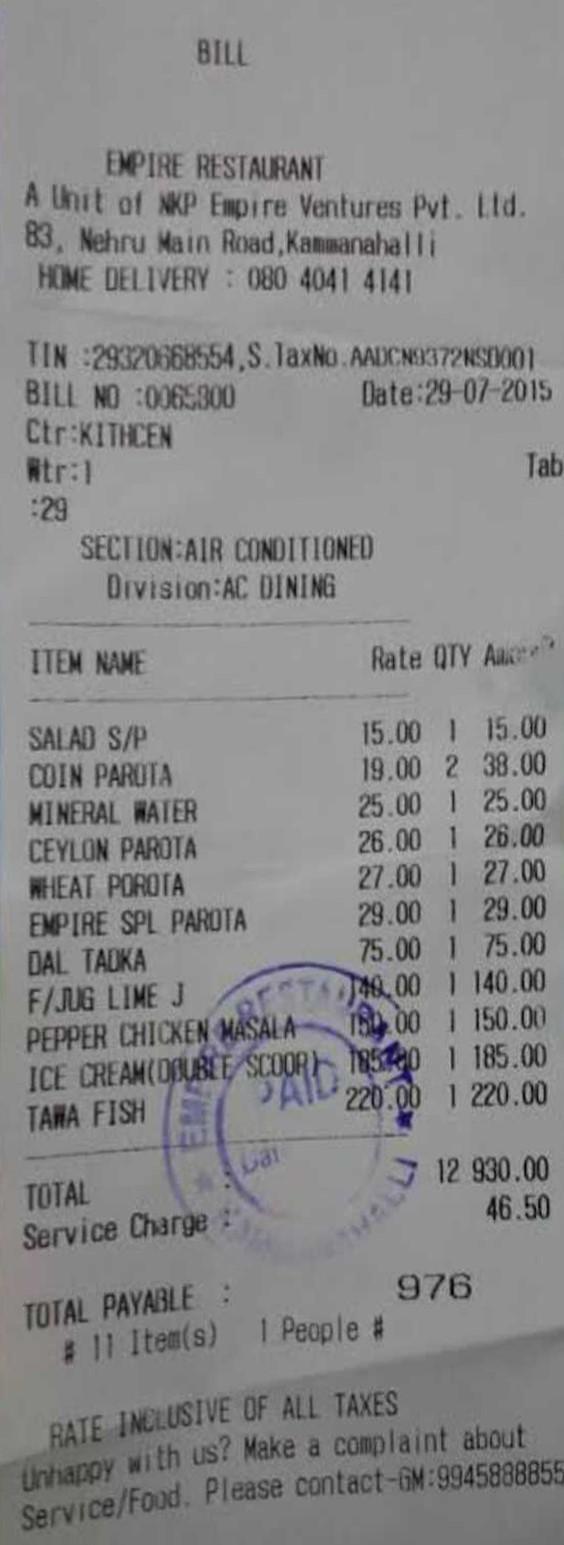 BILL
EMPIRE RESTAURANT
A Unit of NKP Empire Ventures Pvt. Ltd.
83, Nehru Main Road,Kammanahalli
HOME DELIVERY : 080 4041 4141
TIN :29320668554,S.TaxNo.AADCN9372NSD001
BILL NO :0065300 Date:29-07-2015
Ctr:KITHCEN
Wtr:1 Tab
:29
SECTION:AIR CONDITIONED
Division:AC DINING
ITEM NAME Rate QTY
SALAD S/P 15.00 1 15.00
COIN PAROTA 19.00 2 38.00
MINERAL WATER 25.00 1 25.00
CEYLON PAROTA 26.00 1 26.00
WHEAT POROTA 27.00 1 27.00
EMPIRE SPL PAROTA 29.00 1 29.00
DAL TADKA 75.00 1 75.00
F/JUG LIME J 140.00 1 140.00
PEPPER CHICKEN MASALA 150.00 1 150.00
ICE CREAM(DOUBLE SCOOP) 185.00 1 185.00
TAWA FISH 220.00 1 220.00
EMPIRE RESTAURANT
PAID
TOTAL : 12 930.00
Service Charge : 46.50
TOTAL PAYABLE : 976
# 11 Item(s) 1 People #
RATE INCLUSIVE OF ALL TAXES
Unhappy with us? Make a complaint about
Service/Food. Please contact-GM:9945888855